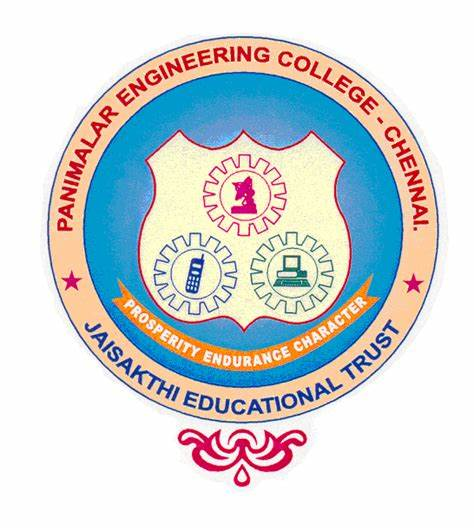 PANIMALAR ENGINEERING COLLEGE - CHENNAI.
PROSPERITY ENDURANCE CHARACTER
JAISAKTHI EDUCATIONAL TRUST